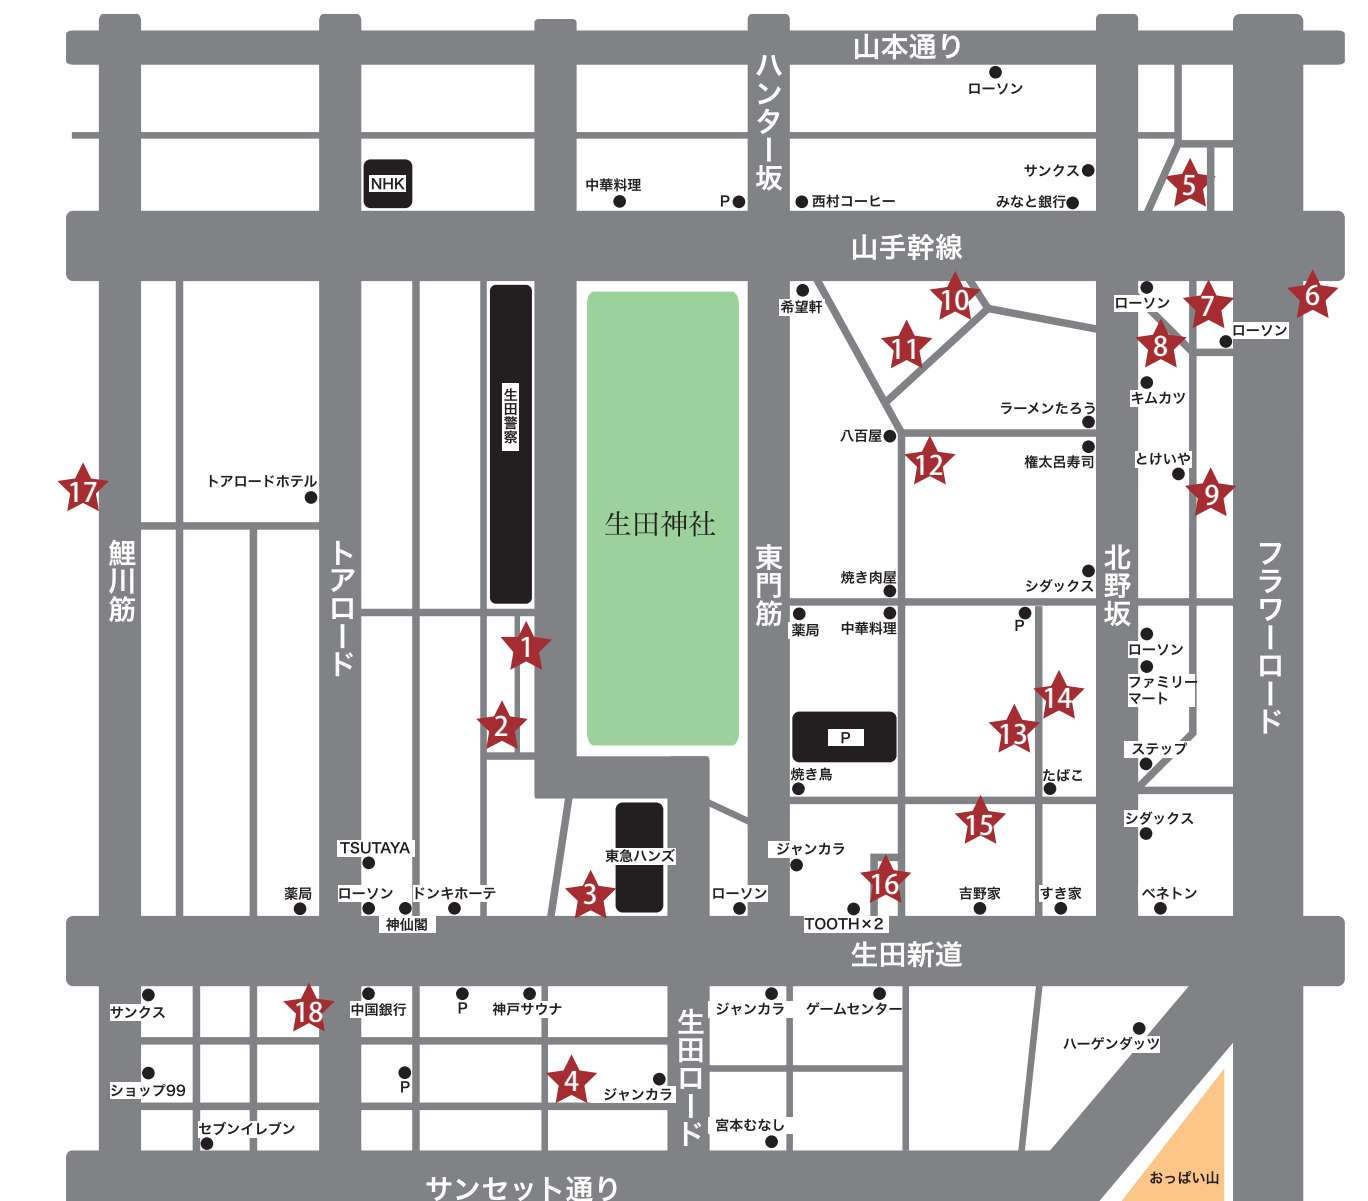 山本通り
ハンター坂
ローソン
サンクス
NHK
5
中華料理
P
西村コーヒー
みなと銀行
山手幹線
希望軒
10
ローソン
7
6
11
8
ローソン
生田警察
キムカツ
ラーメンたろう
八百屋
12
権太呂寿司
とけいや
17
トアロードホテル
9
生田神社
鯉川筋
トアロード
東門筋
北野坂
フラワーロード
焼き肉屋
シダックス
薬局
中華料理
P
1
ローソン
ファミリー
マート
14
2
13
P
ステップ
焼き鳥
たばこ
15
シダックス
TSUTAYA
東急ハンズ
ジャンカラ
16
薬局
ローソン
ドンキホーテ
3
ローソン
吉野家
すき家
ベネトン
神仙閣
TOOTH×2
生田新道
サンクス
18
中国銀行
P
神戸サウナ
生田ロード
ジャンカラ
ゲームセンター
ハーゲンダッツ
ショップ99
P
4
ジャンカラ
セブンイレブン
宮本むなし
おっぱい山
サンセット通り